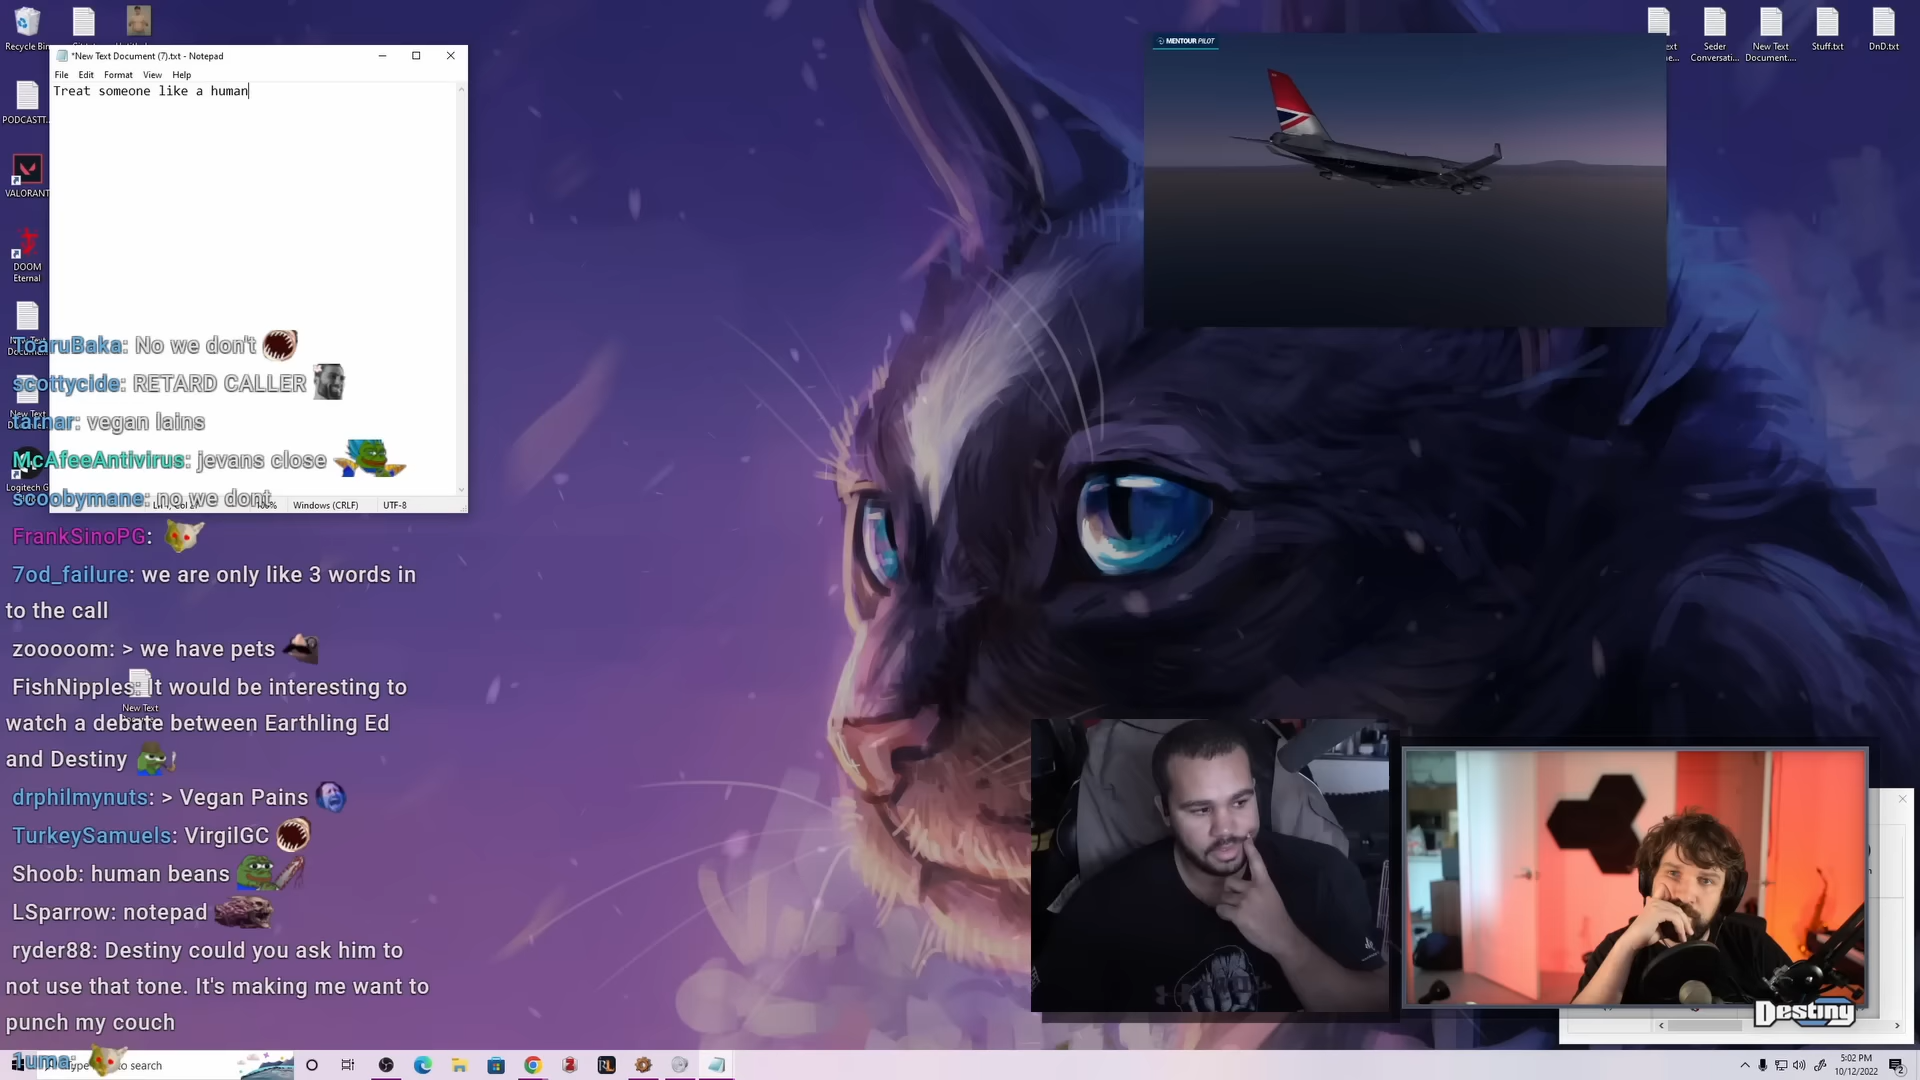 Recycle Bin
*New Text Document (7).txt - Notepad
File Edit Format View Help
Treat someone like a human
PODCASTT...
VALORANT
DOOM
Eternal
Logitech G
Windows (CRLF)
UTF-8
ToaruBaka: No we don't
scottycide: RETARD CALLER
tarnar: vegan lains
McAfeeAntivirus: jevans close
scoobymane: no we dont
FrankSinoPG:
7od_failure: we are only like 3 words in
to the call
zooooom: > we have pets
FishNipples: It would be interesting to
watch a debate between Earthling Ed
and Destiny
New Text
drphilmynuts: > Vegan Pains
TurkeySamuels: VirgilGC
Shoob: human beans
LSparrow: notepad
ryder88: Destiny could you ask him to
not use that tone. It's making me want to
punch my couch
1uma:
search
MENTOUR PILOT
Seder
Conversati...
New Text
Document....
Stuff.txt
DnD.txt
Destiny
5:02 PM
10/12/2022